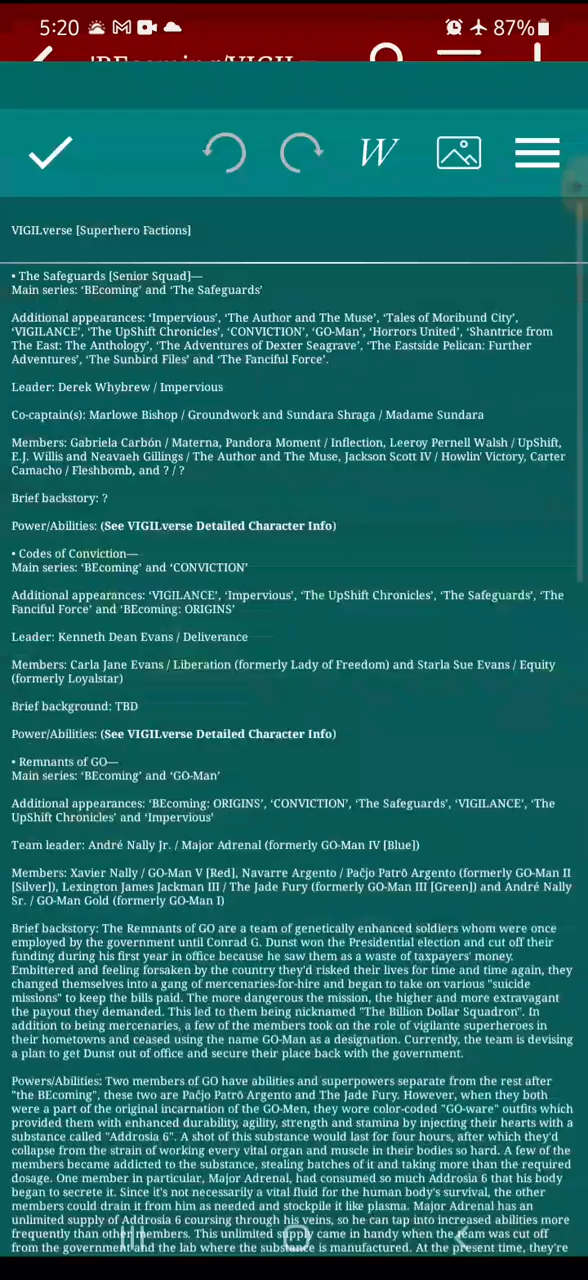 5:20
87%
W
VIGILverse [Superhero Factions]
• The Safeguards [Senior Squad]—
Main series: ‘BEcoming’ and ‘The Safeguards’
Additional appearances: ‘Impervious’, ‘The Author and The Muse’, ‘Tales of Moribund City’,
‘VIGILANCE’, ‘The UpShift Chronicles’, ‘CONVICTION’, ‘GO-Man’, ‘Horrors United’, ‘Shantrice from
The East: The Anthology’, ‘The Adventures of Dexter Seagrave’, ‘The Eastside Pelican: Further
Adventures’, ‘The Sunbird Files’ and ‘The Fanciful Force’.
Leader: Derek Whybrew / Impervious
Co-captain(s): Marlowe Bishop / Groundwork and Sundara Shraga / Madame Sundara
Members: Gabriela Carbón / Materna, Pandora Moment / Inflection, Leeroy Pernell Walsh / UpShift,
E.J. Willis and Neavaeh Gillings / The Author and The Muse, Jackson Scott IV / Howlin' Victory, Carter
Camacho / Fleshbomb, and ? / ?
Brief backstory: ?
Power/Abilities: (See VIGILverse Detailed Character Info)
• Codes of Conviction—
Main series: ‘BEcoming’ and ‘CONVICTION’
Additional appearances: ‘VIGILANCE’, ‘Impervious’, ‘The UpShift Chronicles’, ‘The Safeguards’, ‘The
Fanciful Force’ and ‘BEcoming: ORIGINS’
Leader: Kenneth Dean Evans / Deliverance
Members: Carla Jane Evans / Liberation (formerly Lady of Freedom) and Starla Sue Evans / Equity
(formerly Loyalstar)
Brief background: TBD
Power/Abilities: (See VIGILverse Detailed Character Info)
• Remnants of GO—
Main series: ‘BEcoming’ and ‘GO-Man’
Additional appearances: ‘BEcoming: ORIGINS’, ‘CONVICTION’, ‘The Safeguards’, ‘VIGILANCE’, ‘The
UpShift Chronicles’ and ‘Impervious’
Team leader: André Nally Jr. / Major Adrenal (formerly GO-Man IV [Blue])
Members: Xavier Nally / GO-Man V [Red], Navarre Argento / Paĉjo Patrō Argento (formerly GO-Man II
[Silver]), Lexington James Jackman III / The Jade Fury (formerly GO-Man III [Green]) and André Nally
Sr. / GO-Man Gold (formerly GO-Man I)
Brief backstory: The Remnants of GO are a team of genetically enhanced soldiers whom were once
employed by the government until Conrad G. Dunst won the Presidential election and cut off their
funding during his first year in office because he saw them as a waste of taxpayers' money.
Embittered and feeling forsaken by the country they'd risked their lives for time and time again, they
changed themselves into a gang of mercenaries-for-hire and began to take on various "suicide
missions" to keep the bills paid. The more dangerous the mission, the higher and more extravagant
the payout they demanded. This led to them being nicknamed "The Billion Dollar Squadron". In
addition to being mercenaries, a few of the members took on the role of vigilante superheroes in
their hometowns and ceased using the name GO-Man as a designation. Currently, the team is devising
a plan to get Dunst out of office and secure their place back with the government.
Powers/Abilities: Two members of GO have abilities and superpowers separate from the rest after
"the BEcoming", these two are Paĉjo Patrō Argento and The Jade Fury. However, when they both
were a part of the original incarnation of the GO-Men, they wore color-coded "GO-ware" outfits which
provided them with enhanced durability, agility, strength and stamina by injecting their hearts with a
substance called "Addrosia 6". A shot of this substance would last for four hours, after which they'd
collapse from the strain of working every vital organ and muscle in their bodies so hard. A few of the
members became addicted to the substance, stealing batches of it and taking more than the required
dosage. One member in particular, Major Adrenal, had consumed so much Addrosia 6 that his body
began to secrete it. Since it's not necessarily a vital fluid for the human body's survival, the other
members could drain it from him as needed and stockpile it like plasma. Major Adrenal has an
unlimited supply of Addrosia 6 coursing through his veins, so he can tap into increased abilities more
frequently than other members. This unlimited supply came in handy when the team was cut off
from the government and the lab where the substance is manufactured. At the present time, they're